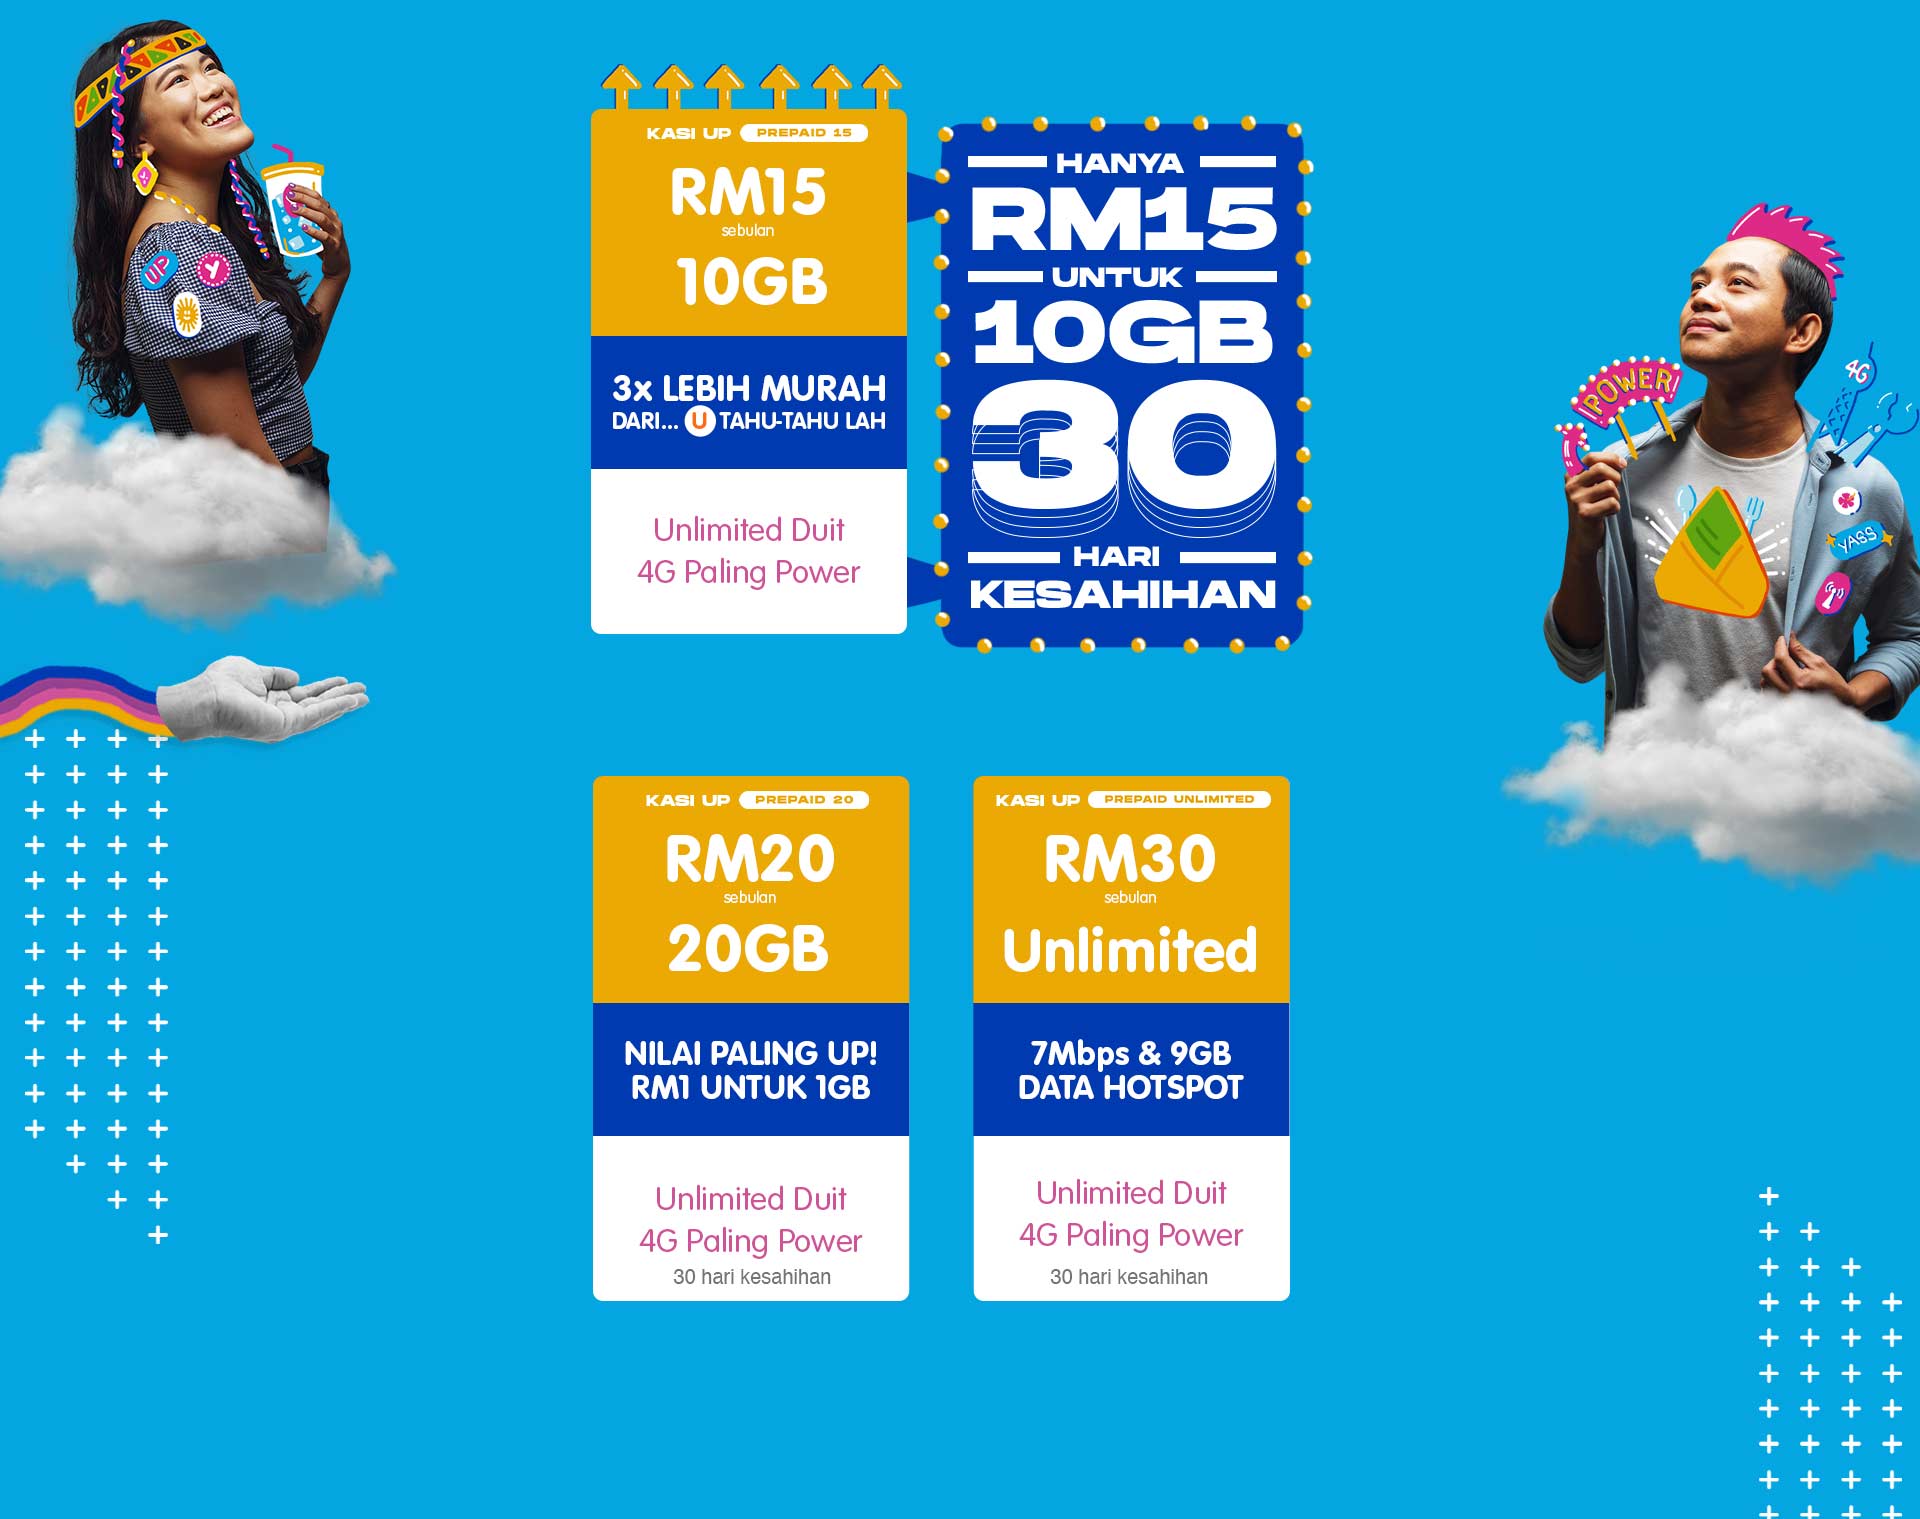 KASI UP PREPAID 15
RM15
sebulan
10GB
3x LEBIH MURAH
DARI... U TAHU-TAHU LAH
Unlimited Duit
4G Paling Power
HANYA
RM15
UNTUK
10GB
30
HARI
KESAHIHAN
UP
Y
!POWER!
4G
YASS
KASI UP PREPAID 20
RM20
sebulan
20GB
NILAI PALING UP!
RM1 UNTUK 1GB
Unlimited Duit
4G Paling Power
30 hari kesahihan
KASI UP PREPAID UNLIMITED
RM30
sebulan
Unlimited
7Mbps & 9GB
DATA HOTSPOT
Unlimited Duit
4G Paling Power
30 hari kesahihan